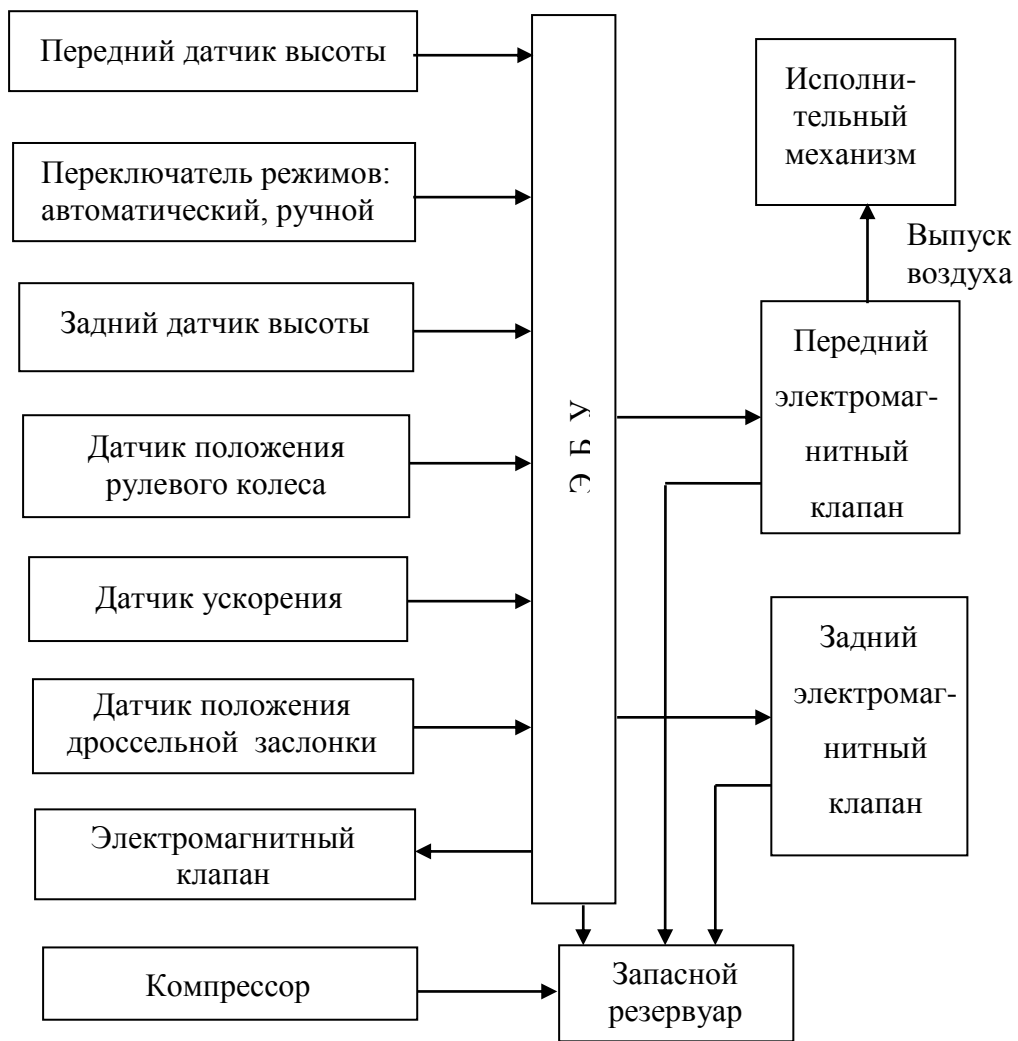 Передний датчик высоты
Переключатель режимов:
автоматический, ручной
Задний датчик высоты
Датчик положения
рулевого колеса
Датчик ускорения
Датчик положения
дроссельной заслонки
Электромагнитный
клапан
Компрессор
Э Б У
Исполни-
тельный
механизм
Выпуск
воздуха
Передний
электромаг-
нитный
клапан
Задний
электромаг-
нитный
клапан
Запасной
резервуар